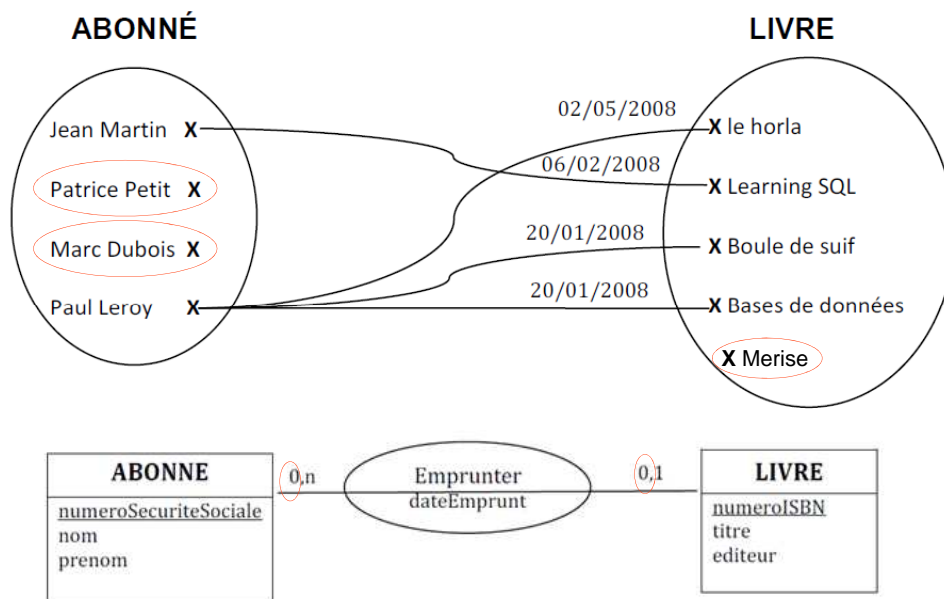 ABONNÉ
LIVRE
Jean Martin X
Patrice Petit X
Marc Dubois X
Paul Leroy X
02/05/2008
06/02/2008
20/01/2008
20/01/2008
X le horla
X Learning SQL
X Boule de suif
X Bases de données
X Merise
ABONNE
numeroSecuriteSociale
nom
prenom
0,n
Emprunter
dateEmprunt
0,1
LIVRE
numeroISBN
titre
editeur